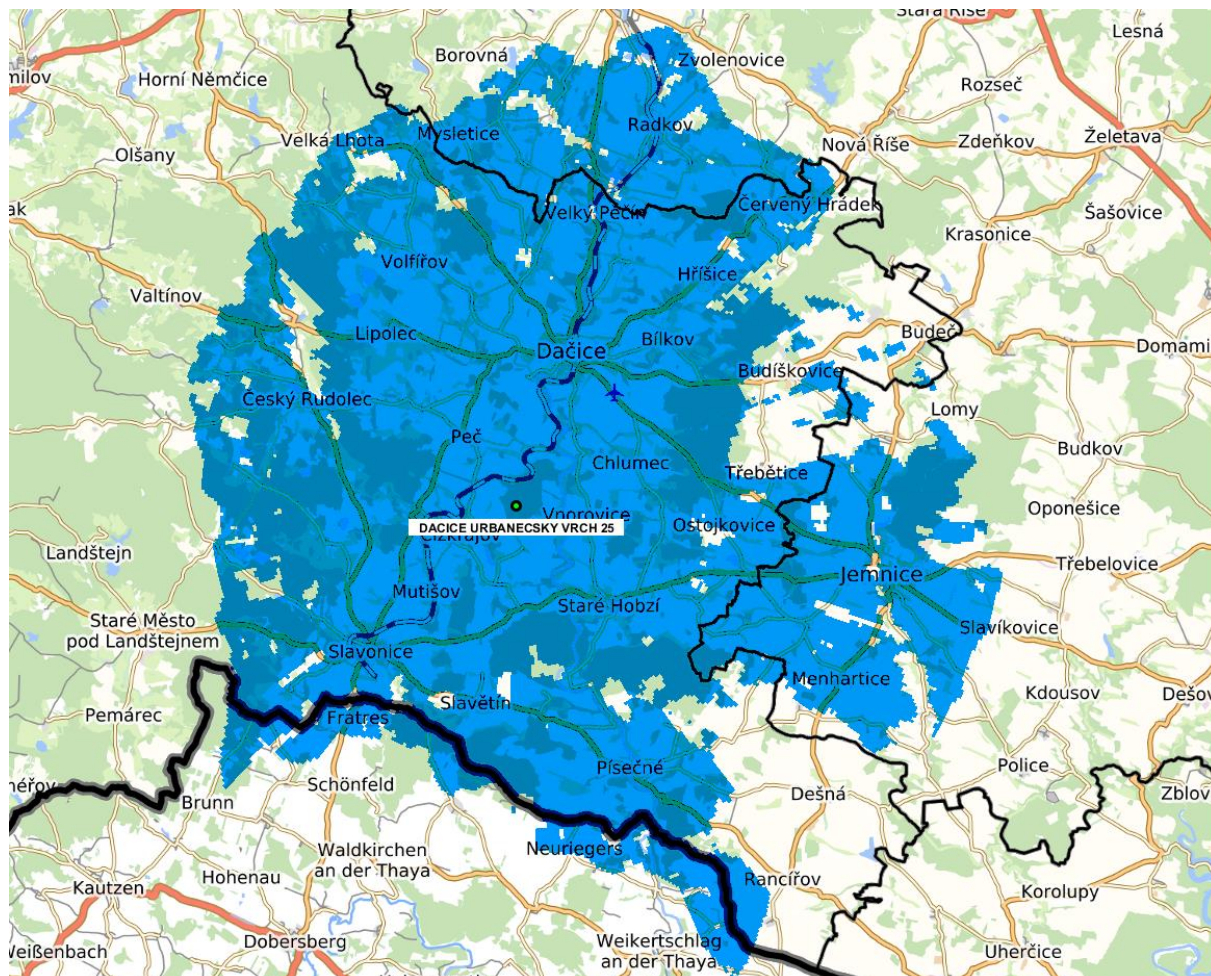 Stará Říše
Lesná
Borovná
Zvolenovice
milov
Horní Němčice
Rozseč
Mysletice
Radkov
Velká Lhota
Želetava
Nová Říše
Zdeňkov
Olšany
Červený Hrádek
Velký Pěčín
Šašovice
Krasonice
Volfířov
Hříšice
Valtínov
Lipolec
Bílkov
Budeč
Dačice
Domami
Budíškovice
Český Rudolec
Lomy
Peč
Budkov
Chlumec
Třebětice
Oponešice
Vnorovice
Ostojkovice
DACICE URBANECSKY VRCH 25
Cizkrajov
Landštejn
Třebelovice
Jemnice
Mutišov
Staré Hobzí
Staré Město
pod Landštejnem
Slavíkovice
Slavonice
Menhartice
Kdousov
Dešov
Slavětín
Pemárec
Fratres
Písečné
Police
Schönfeld
Dešná
Zblov
Brunn
Neuriegers
Waldkirchen
an der Thaya
Hohenau
Rancířov
Kautzen
Korolupy
Dobersberg
Weikertschlag
an der Thaya
Weißenbach
Uherčice